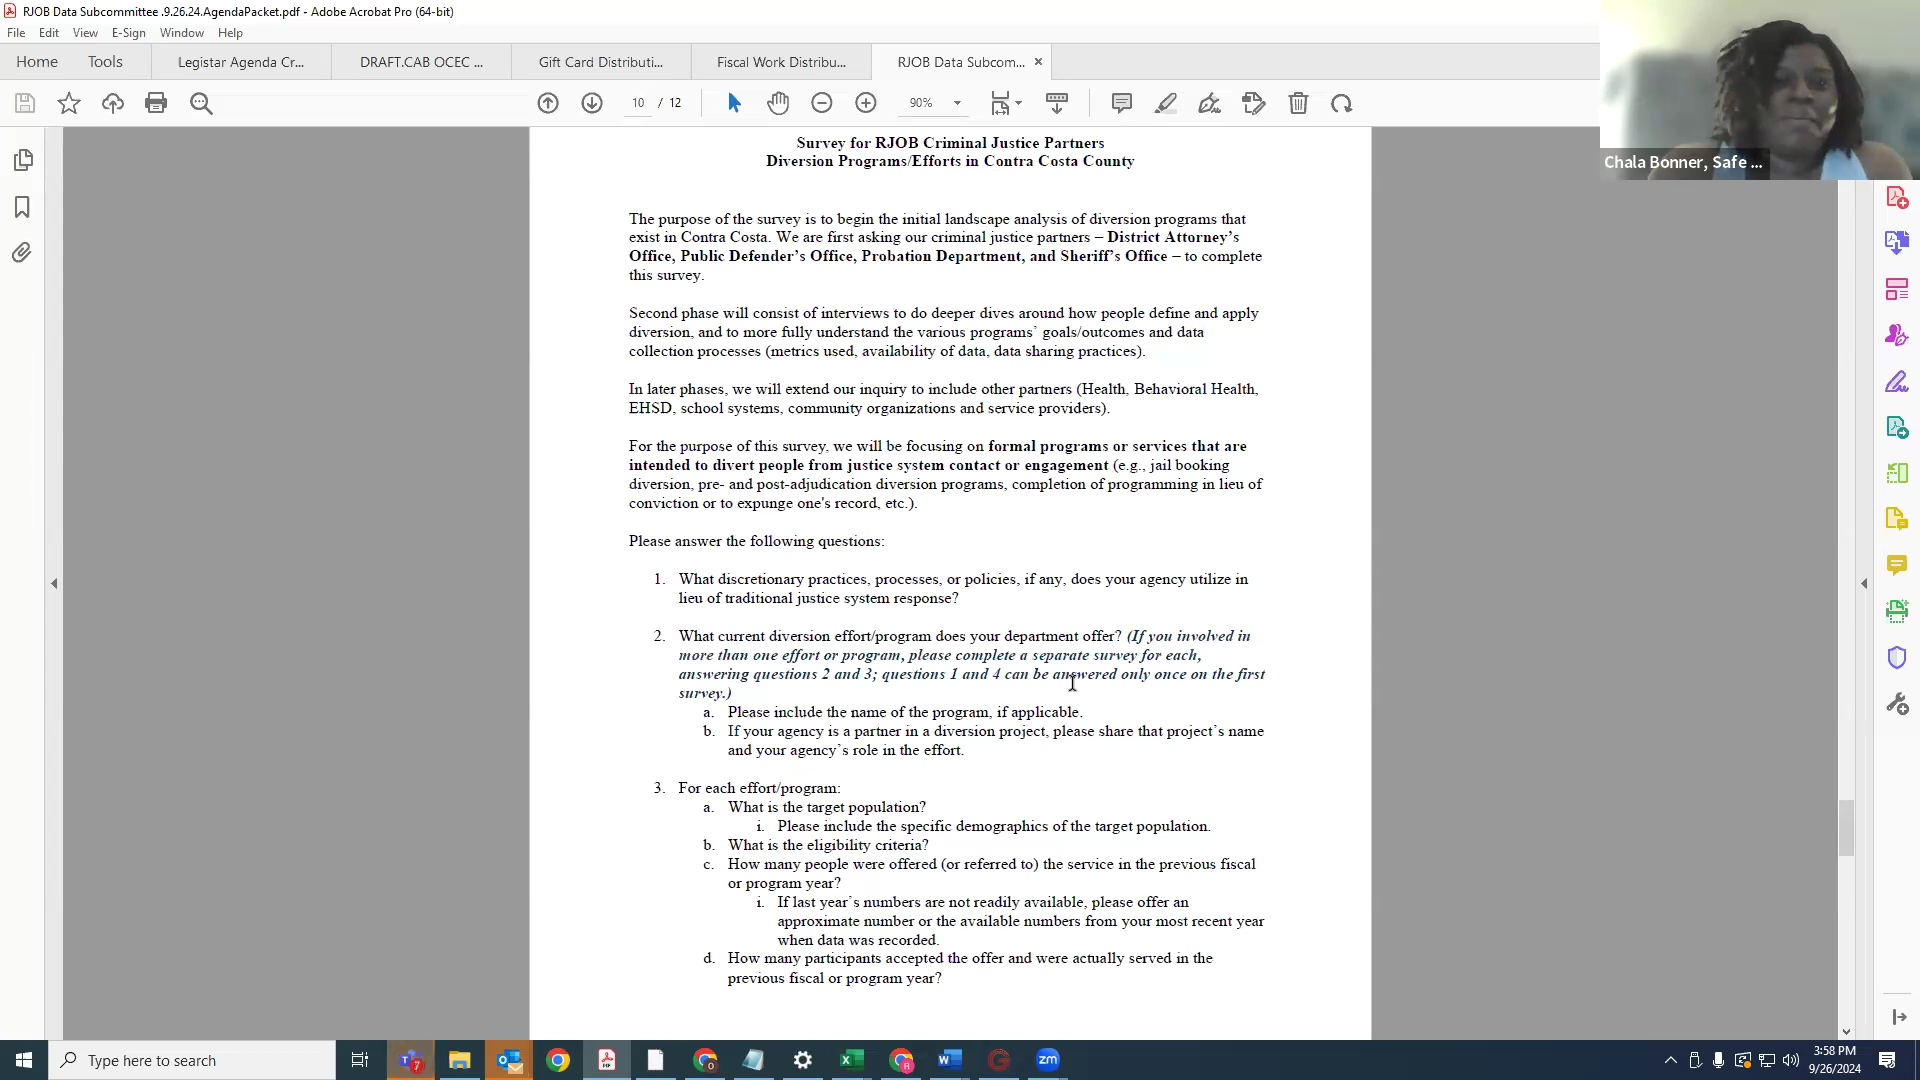 RJOB Data Subcommittee .9.26.24.AgendaPacket.pdf - Adobe Acrobat Pro (64-bit)
File Edit View E-Sign Window Help
Home Tools Legistar Agenda Cr... DRAFT.CAB OCEC ... Gift Card Distributi... Fiscal Work Distribu... RJOB Data Subcom... ×
10 / 12 90%
Chala Bonner, Safe ...
Survey for RJOB Criminal Justice Partners
Diversion Programs/Efforts in Contra Costa County
The purpose of the survey is to begin the initial landscape analysis of diversion programs that
exist in Contra Costa. We are first asking our criminal justice partners – District Attorney’s
Office, Public Defender’s Office, Probation Department, and Sheriff’s Office – to complete
this survey.
Second phase will consist of interviews to do deeper dives around how people define and apply
diversion, and to more fully understand the various programs’ goals/outcomes and data
collection processes (metrics used, availability of data, data sharing practices).
In later phases, we will extend our inquiry to include other partners (Health, Behavioral Health,
EHSD, school systems, community organizations and service providers).
For the purpose of this survey, we will be focusing on formal programs or services that are
intended to divert people from justice system contact or engagement (e.g., jail booking
diversion, pre- and post-adjudication diversion programs, completion of programming in lieu of
conviction or to expunge one's record, etc.).
Please answer the following questions:
1. What discretionary practices, processes, or policies, if any, does your agency utilize in
lieu of traditional justice system response?
2. What current diversion effort/program does your department offer? (If you involved in
more than one effort or program, please complete a separate survey for each,
answering questions 2 and 3; questions 1 and 4 can be answered only once on the first
survey.)
a. Please include the name of the program, if applicable.
b. If your agency is a partner in a diversion project, please share that project’s name
and your agency’s role in the effort.
3. For each effort/program:
a. What is the target population?
i. Please include the specific demographics of the target population.
b. What is the eligibility criteria?
c. How many people were offered (or referred to) the service in the previous fiscal
or program year?
i. If last year’s numbers are not readily available, please offer an
approximate number or the available numbers from your most recent year
when data was recorded.
d. How many participants accepted the offer and were actually served in the
previous fiscal or program year?
Type here to search
3:58 PM
9/26/2024